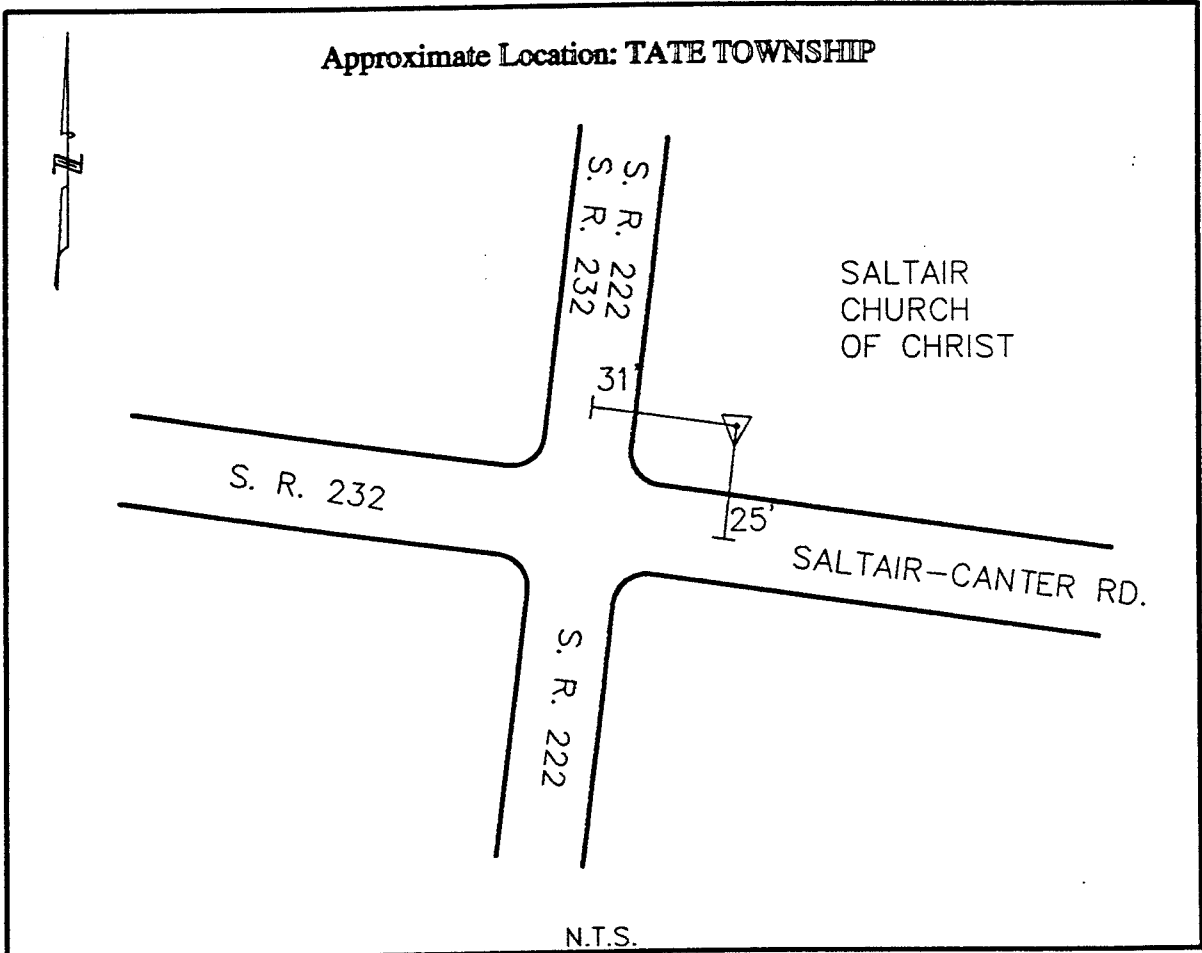 Approximate Location: TATE TOWNSHIP
N
S. R. 222
S. R. 232
SALTAIR
CHURCH
OF CHRIST
31'
S. R. 232
25'
SALTAIR-CANTER RD.
S. R. 222
N.T.S.